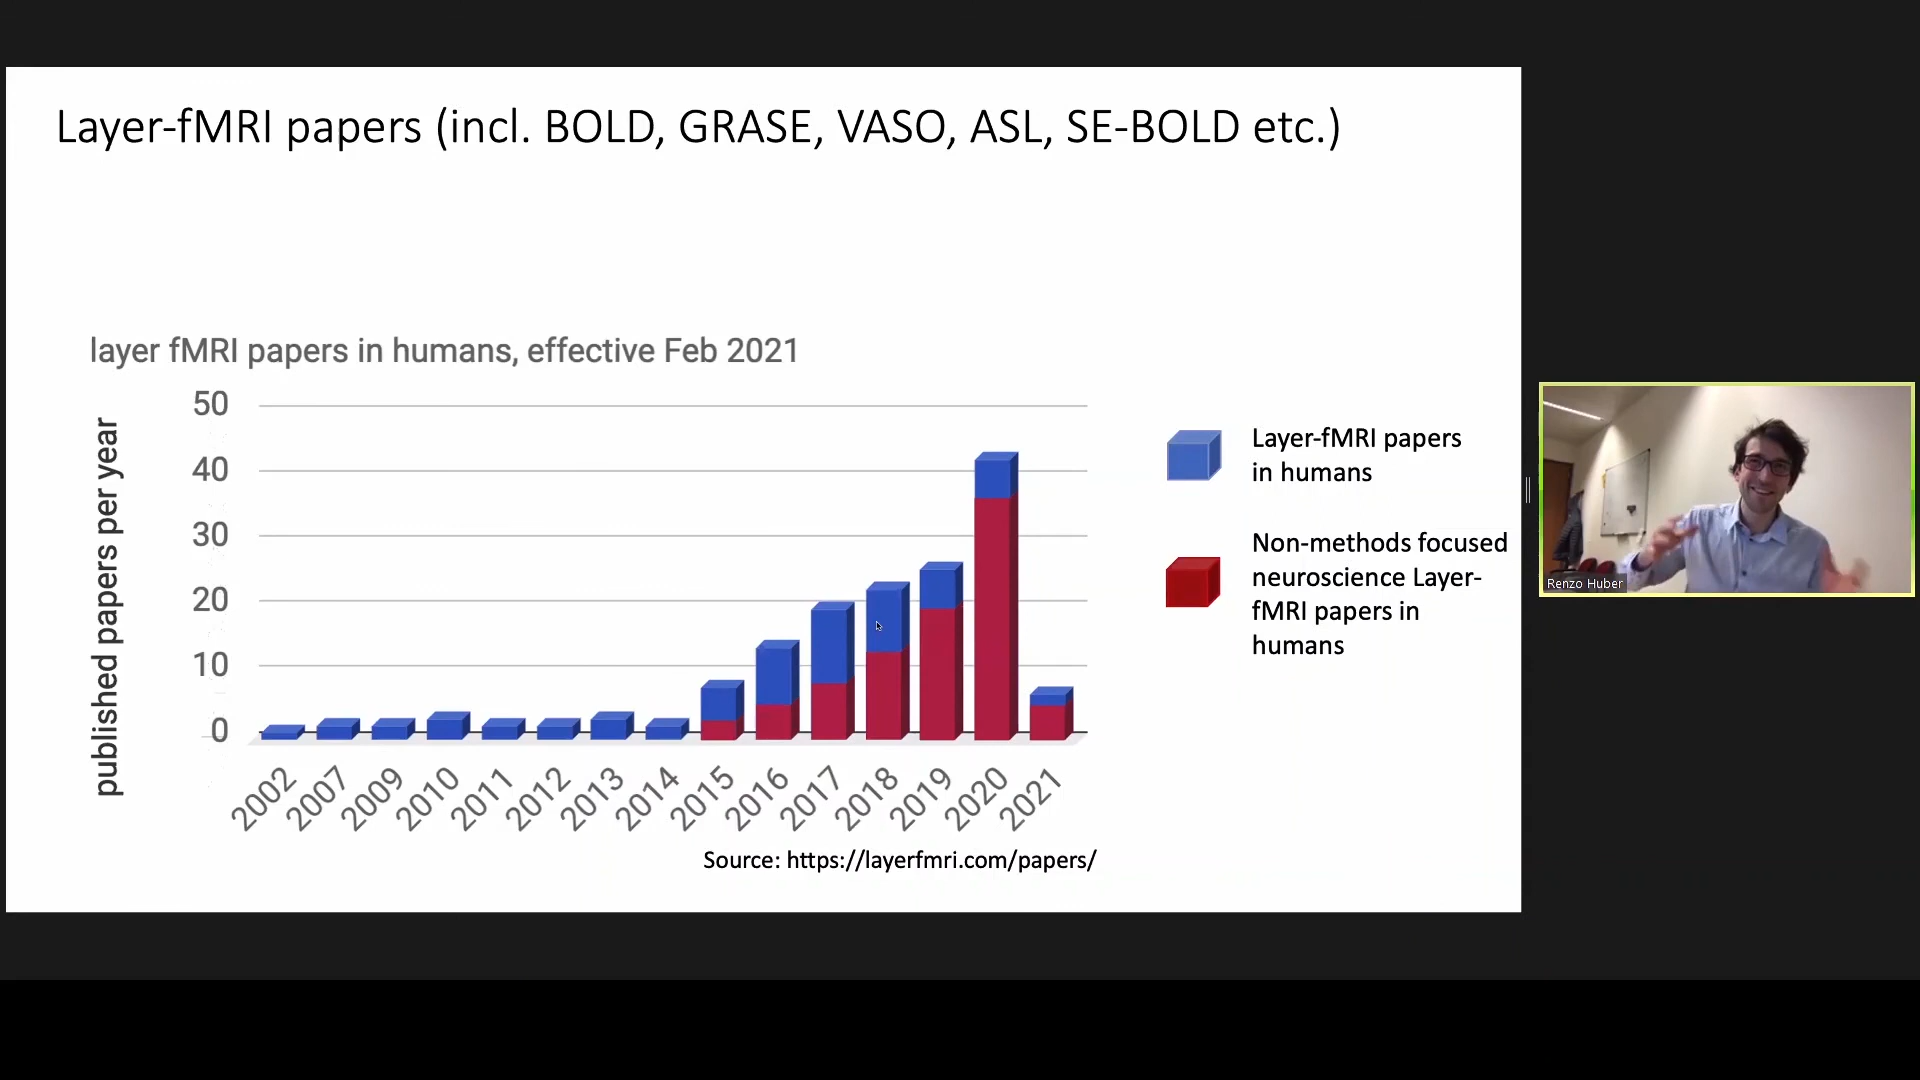 Layer-fMRI papers (incl. BOLD, GRASE, VASO, ASL, SE-BOLD etc.)
layer fMRI papers in humans, effective Feb 2021
published papers per year
50
40
30
20
10
0
2002
2007
2009
2010
2011
2012
2013
2014
2015
2016
2017
2018
2019
2020
2021
Source: https://layerfmri.com/papers/
Layer-fMRI papers
in humans
Non-methods focused
neuroscience Layer-
fMRI papers in
humans
Renzo Huber